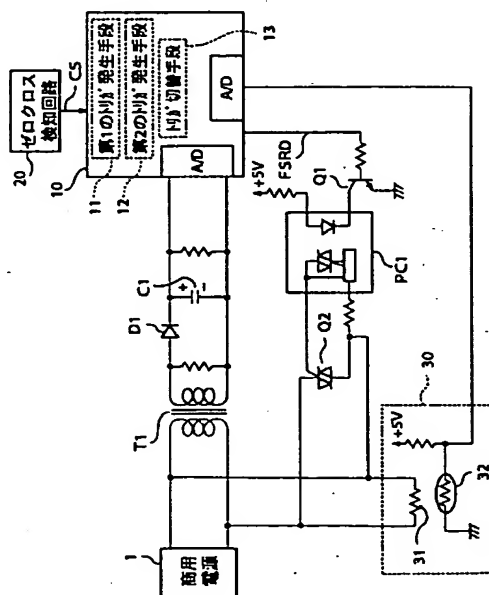 ゼロクロス
検知回路
20
CS
10
11
12
13
第1のトリガ発生手段
第2のトリガ発生手段
トリガ切替手段
A/D
A/D
FSRD
+5V
Q1
PC1
Q2
C1
+
−
D1
T1
1
商用
電源
30
+5V
31
32